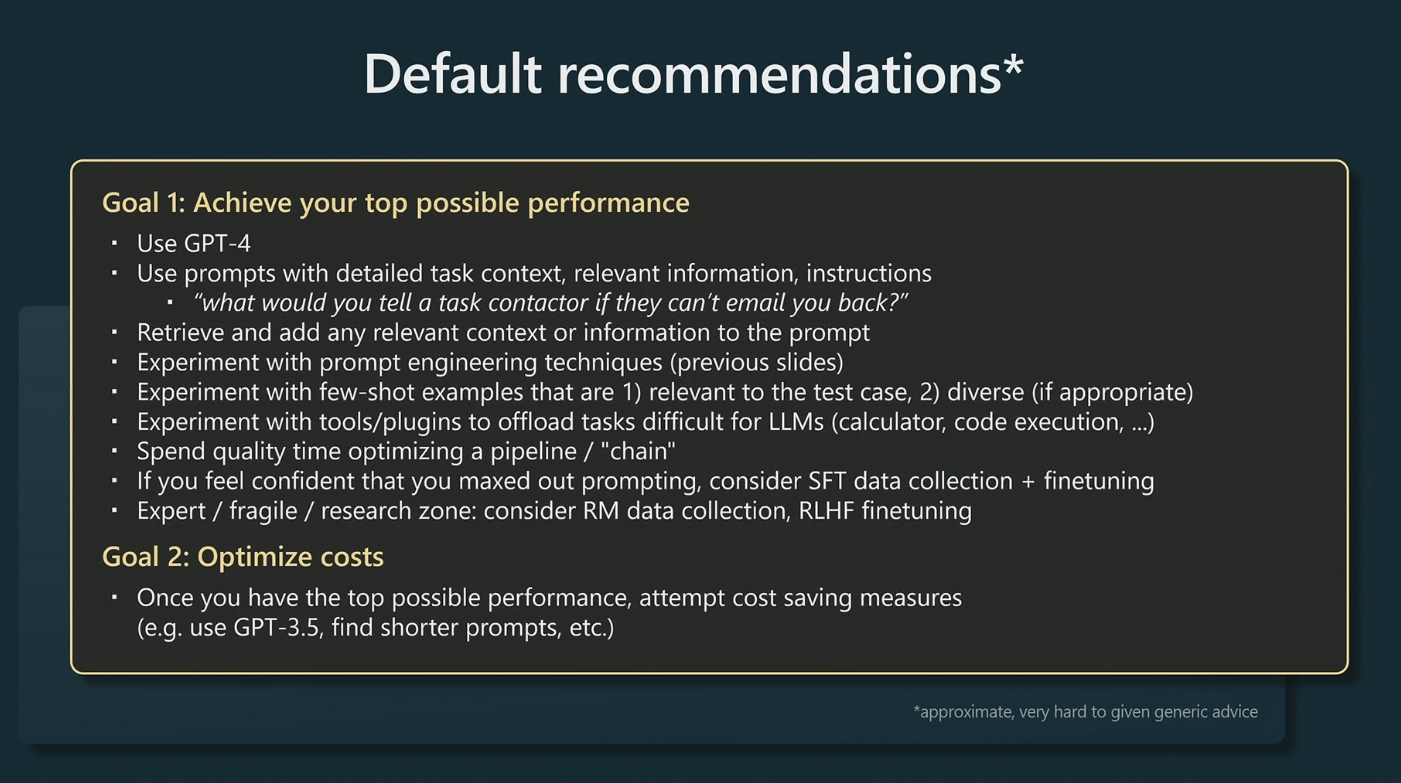 Default recommendations*
Goal 1: Achieve your top possible performance
▪ Use GPT-4
▪ Use prompts with detailed task context, relevant information, instructions
▪ “what would you tell a task contactor if they can’t email you back?”
▪ Retrieve and add any relevant context or information to the prompt
▪ Experiment with prompt engineering techniques (previous slides)
▪ Experiment with few-shot examples that are 1) relevant to the test case, 2) diverse (if appropriate)
▪ Experiment with tools/plugins to offload tasks difficult for LLMs (calculator, code execution, ...)
▪ Spend quality time optimizing a pipeline / "chain"
▪ If you feel confident that you maxed out prompting, consider SFT data collection + finetuning
▪ Expert / fragile / research zone: consider RM data collection, RLHF finetuning
Goal 2: Optimize costs
▪ Once you have the top possible performance, attempt cost saving measures
(e.g. use GPT-3.5, find shorter prompts, etc.)
*approximate, very hard to given generic advice